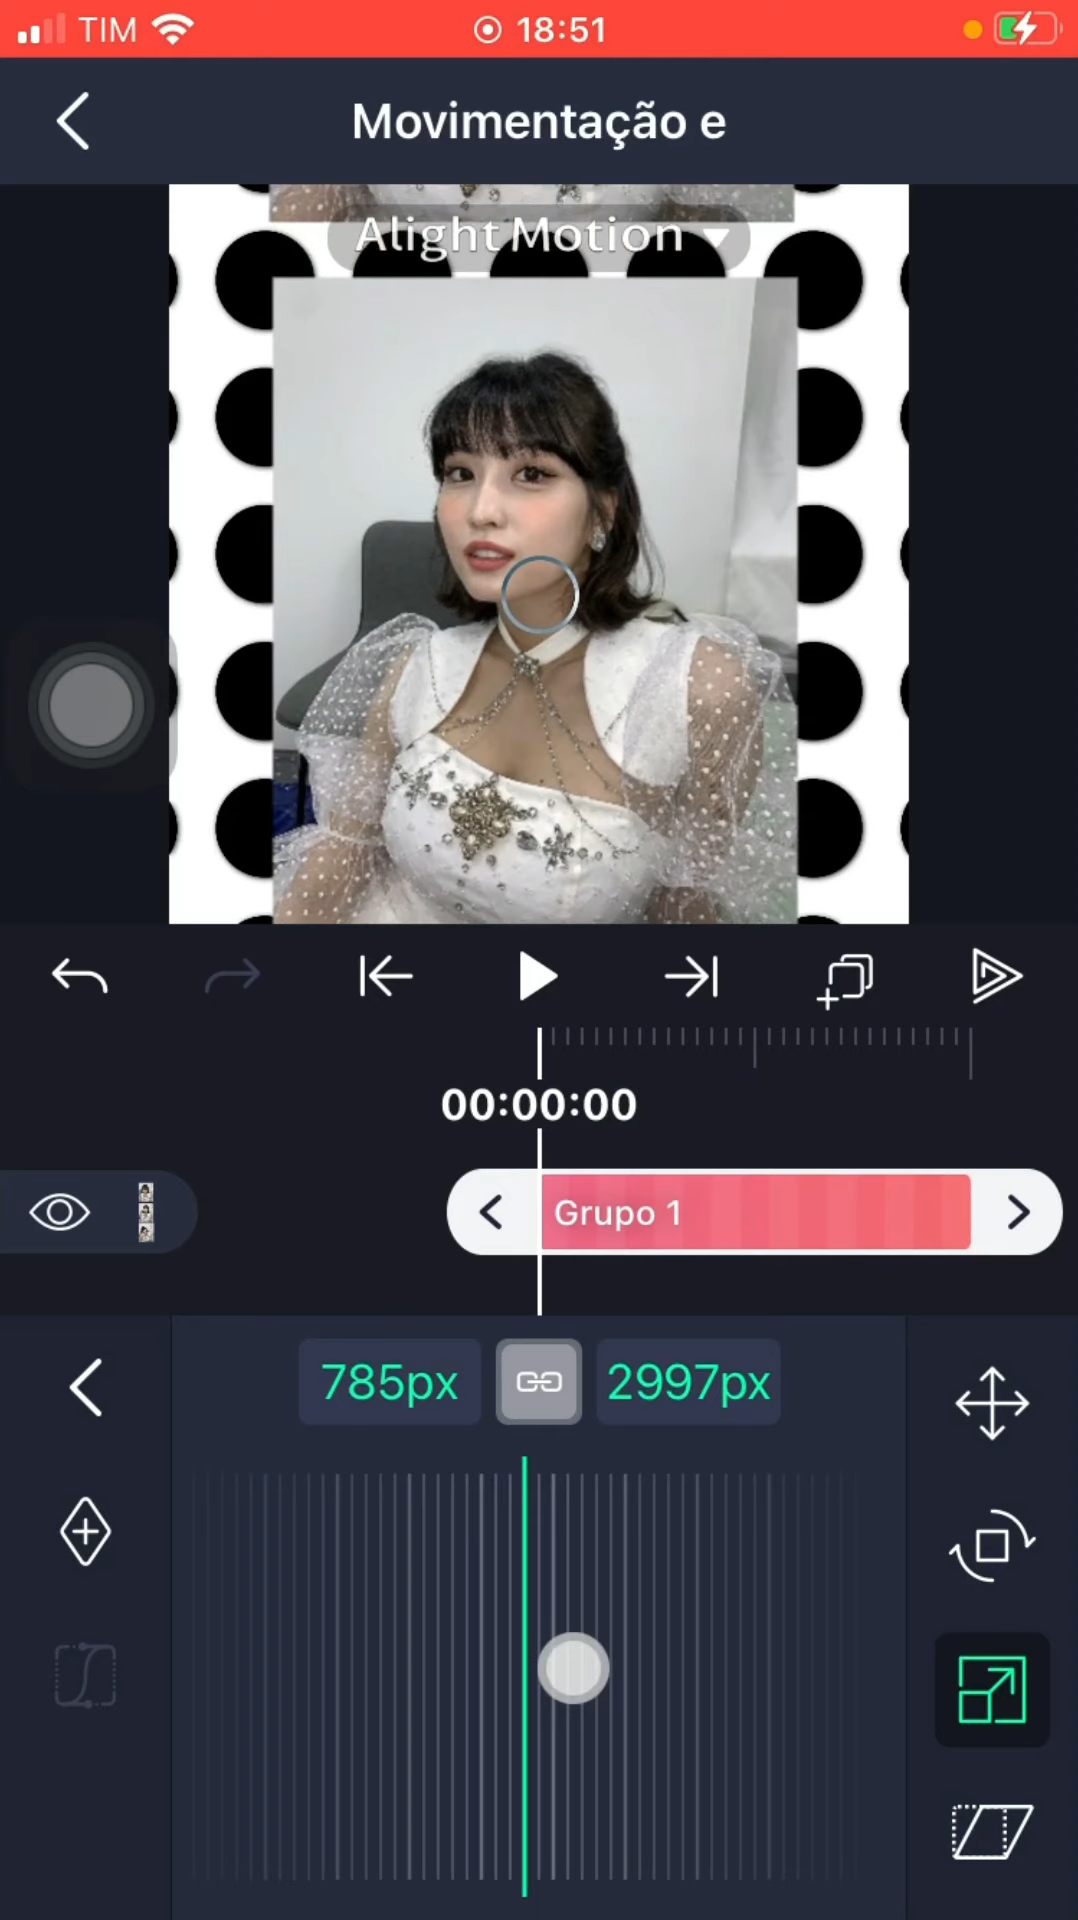 TIM 18:51
Movimentação e
Alight Motion
00:00:00
Grupo 1
785px 2997px